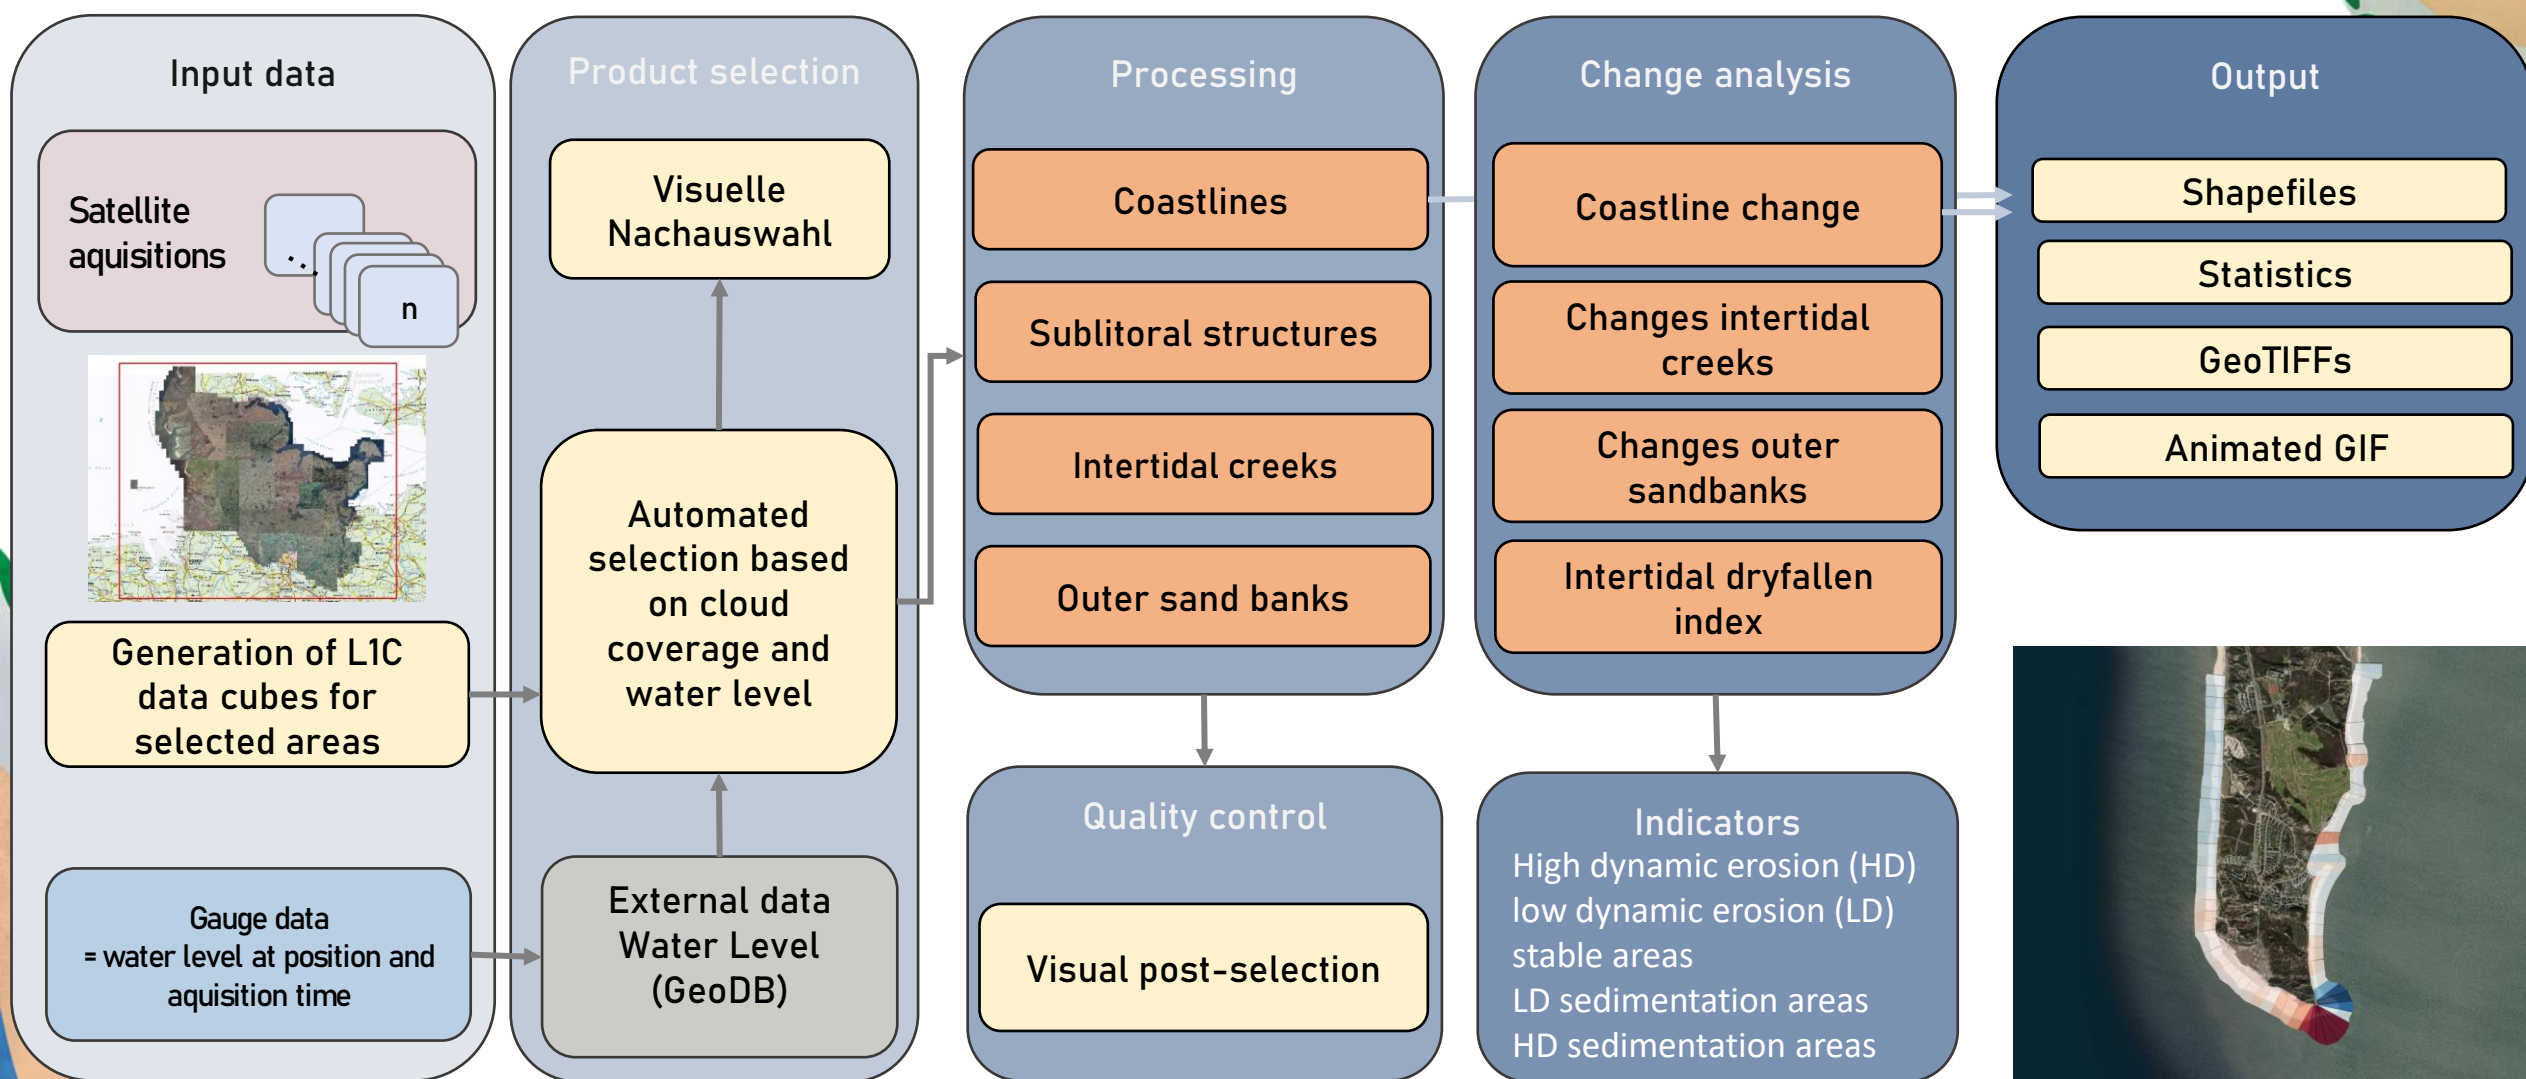 Input data
Satellite
aquisitions
...
n
Generation of L1C
data cubes for
selected areas
Gauge data
= water level at position and
aquisition time
Product selection
Visuelle
Nachauswahl
Automated
selection based
on cloud
coverage and
water level
External data
Water Level
(GeoDB)
Processing
Coastlines
Sublitoral structures
Intertidal creeks
Outer sand banks
Quality control
Visual post-selection
Change analysis
Coastline change
Changes intertidal
creeks
Changes outer
sandbanks
Intertidal dryfallen
index
Indicators
High dynamic erosion (HD)
low dynamic erosion (LD)
stable areas
LD sedimentation areas
HD sedimentation areas
Output
Shapefiles
Statistics
GeoTIFFs
Animated GIF